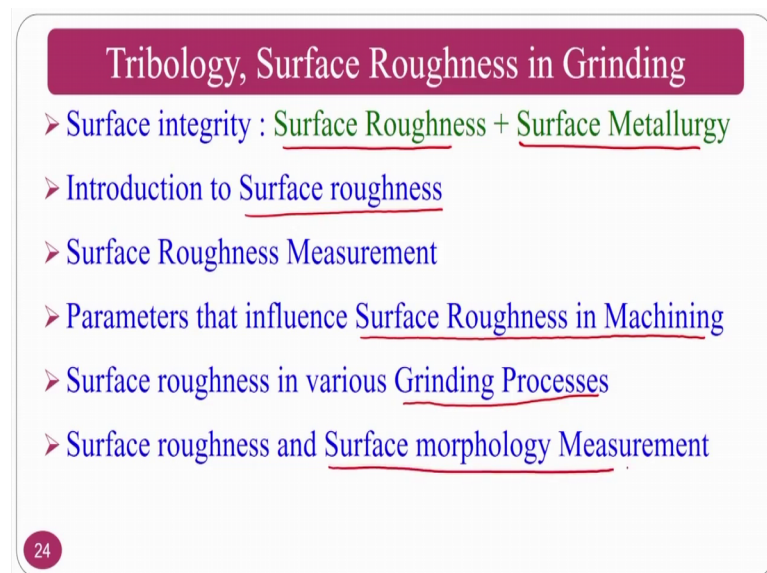 Tribology, Surface Roughness in Grinding
➢ Surface integrity : Surface Roughness + Surface Metallurgy
➢ Introduction to Surface roughness
➢ Surface Roughness Measurement
➢ Parameters that influence Surface Roughness in Machining
➢ Surface roughness in various Grinding Processes
➢ Surface roughness and Surface morphology Measurement
24